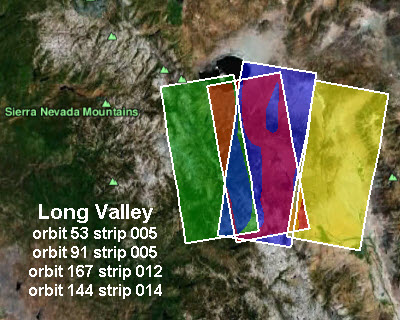 Sierra Nevada Mountains
Long Valley
orbit 53 strip 005
orbit 91 strip 005
orbit 167 strip 012
orbit 144 strip 014